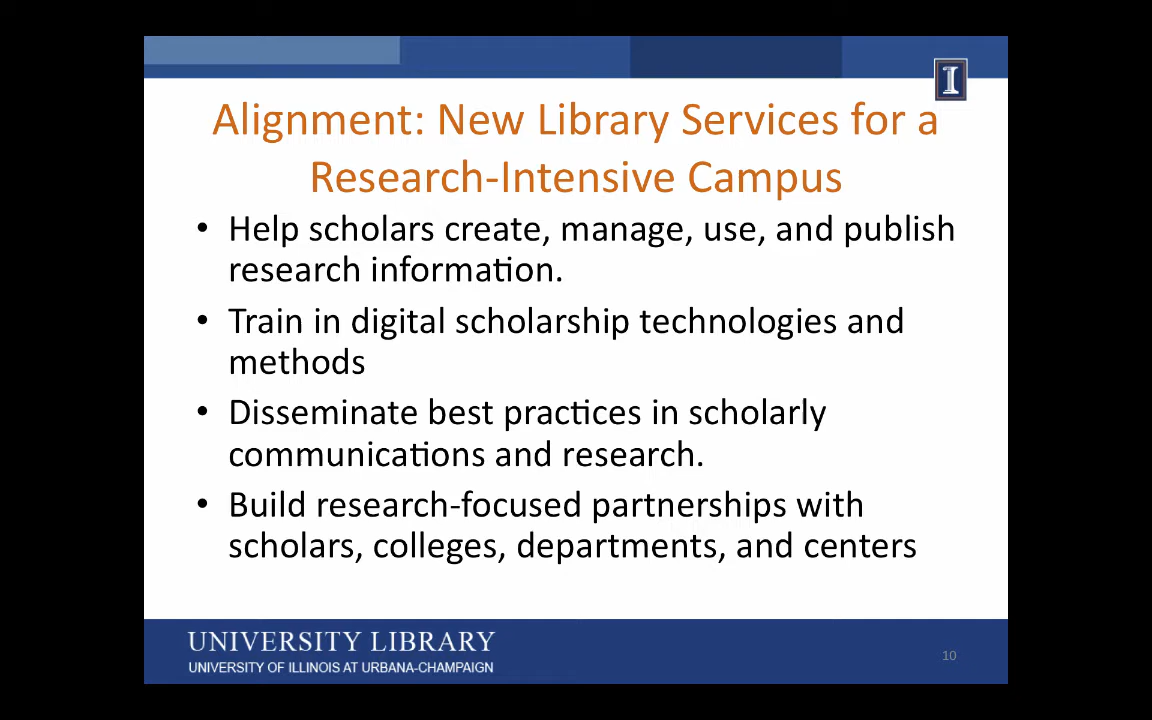 I
Alignment: New Library Services for a
Research-Intensive Campus
• Help scholars create, manage, use, and publish
research information.
• Train in digital scholarship technologies and
methods
• Disseminate best practices in scholarly
communications and research.
• Build research-focused partnerships with
scholars, colleges, departments, and centers
UNIVERSITY LIBRARY
UNIVERSITY OF ILLINOIS AT URBANA-CHAMPAIGN
10